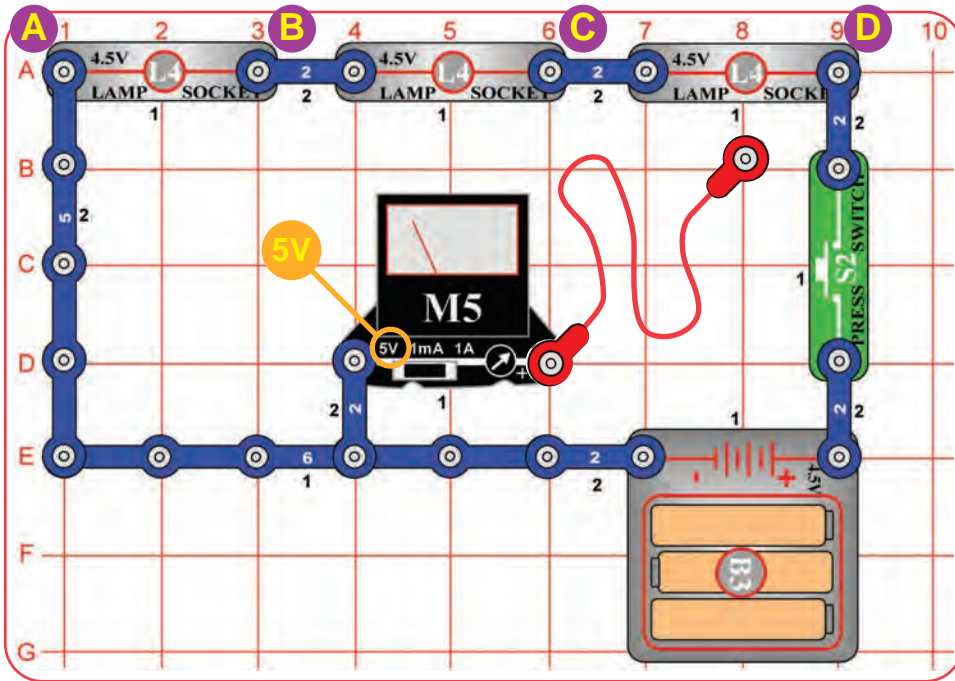 A B C D
1 2 3 4 5 6 7 8 9 10
A
4.5V L4 LAMP SOCKET 1
2 2
4.5V L4 LAMP SOCKET 1
2 2
4.5V L4 LAMP SOCKET 1
2 2
B
5 2
C
5V
M5
5V 1mA 1A
+
1
S2
PRESS SWITCH
1
D
2 2
2 2
E
6
1
2
2
1
- +
4.5V
B3
F
G